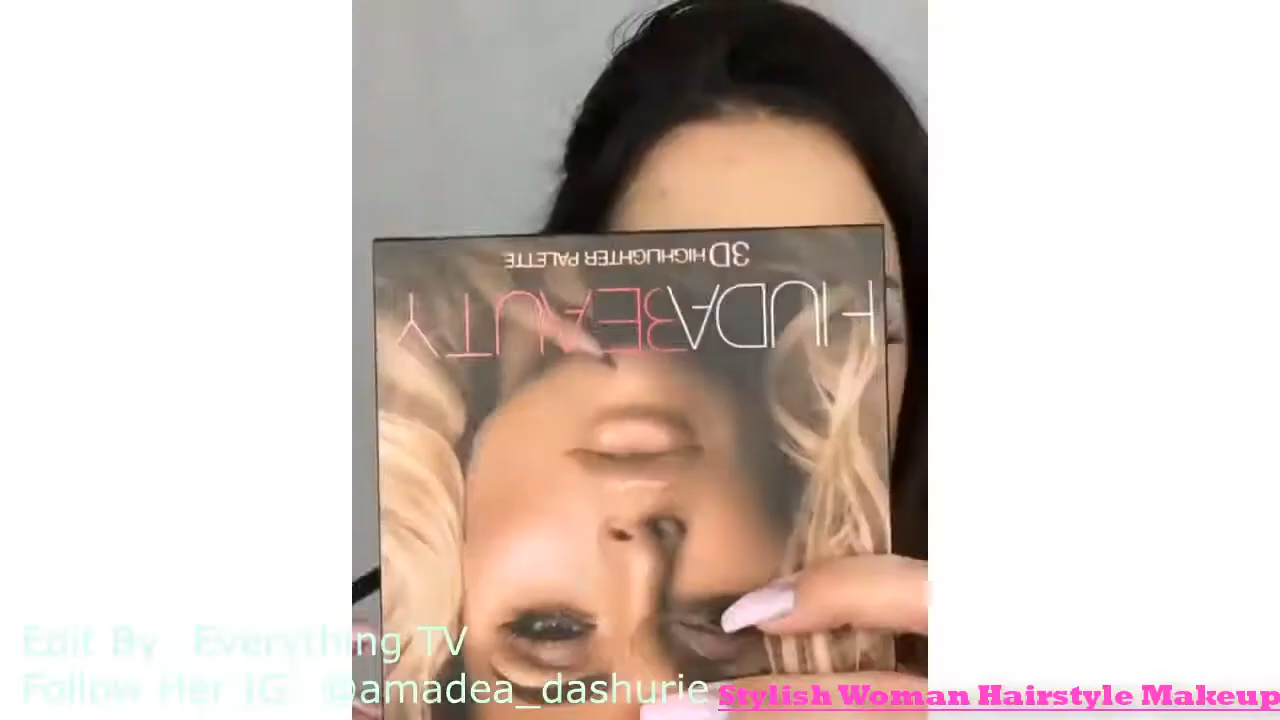 3D HIGHLIGHTER PALETTE
HUDABEAUTY
Edit By : Everything TV
Follow Her IG : @amadea_dashurie
Stylish Woman Hairstyle Makeup